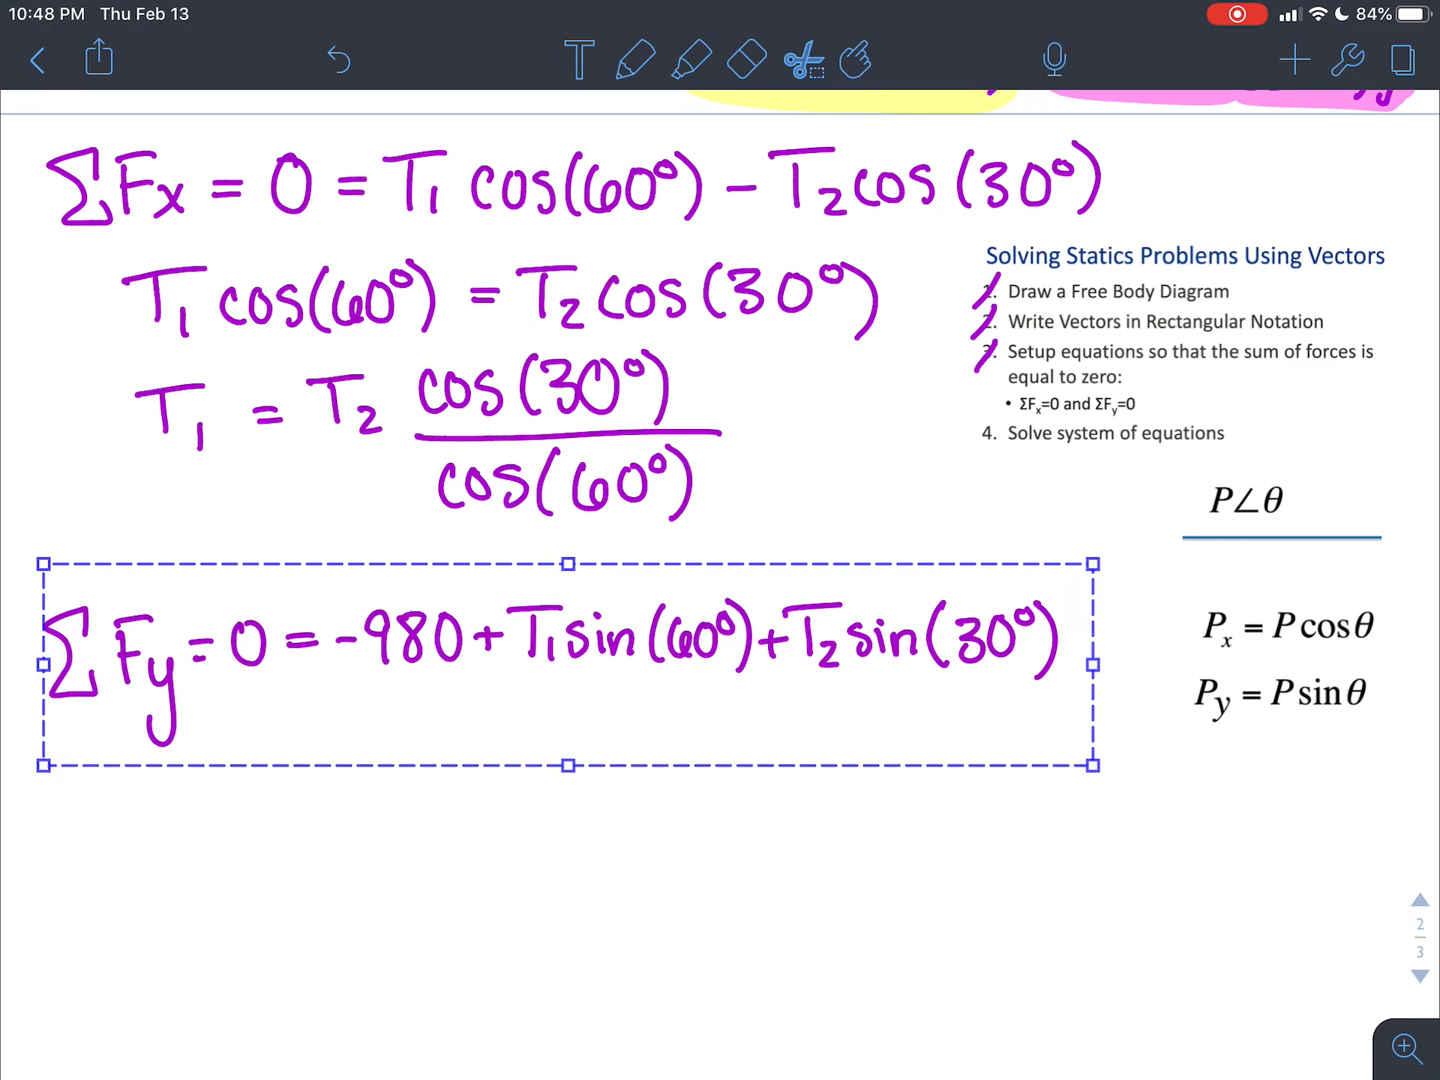 10:48 PM Thu Feb 13
84%
ΣFx = 0 = T₁ cos(60°) - T₂ cos(30°)
T₁ cos(60°) = T₂ cos(30°)
T₁ = T₂ cos(30°)
cos(60°)
ΣFy = 0 = -980 + T₁ sin(60°) + T₂ sin(30°)
Solving Statics Problems Using Vectors
1. Draw a Free Body Diagram
2. Write Vectors in Rectangular Notation
3. Setup equations so that the sum of forces is
equal to zero:
• ΣFₓ=0 and ΣFy=0
4. Solve system of equations
P∠θ
Pₓ = P cosθ
Py = P sinθ
2
3